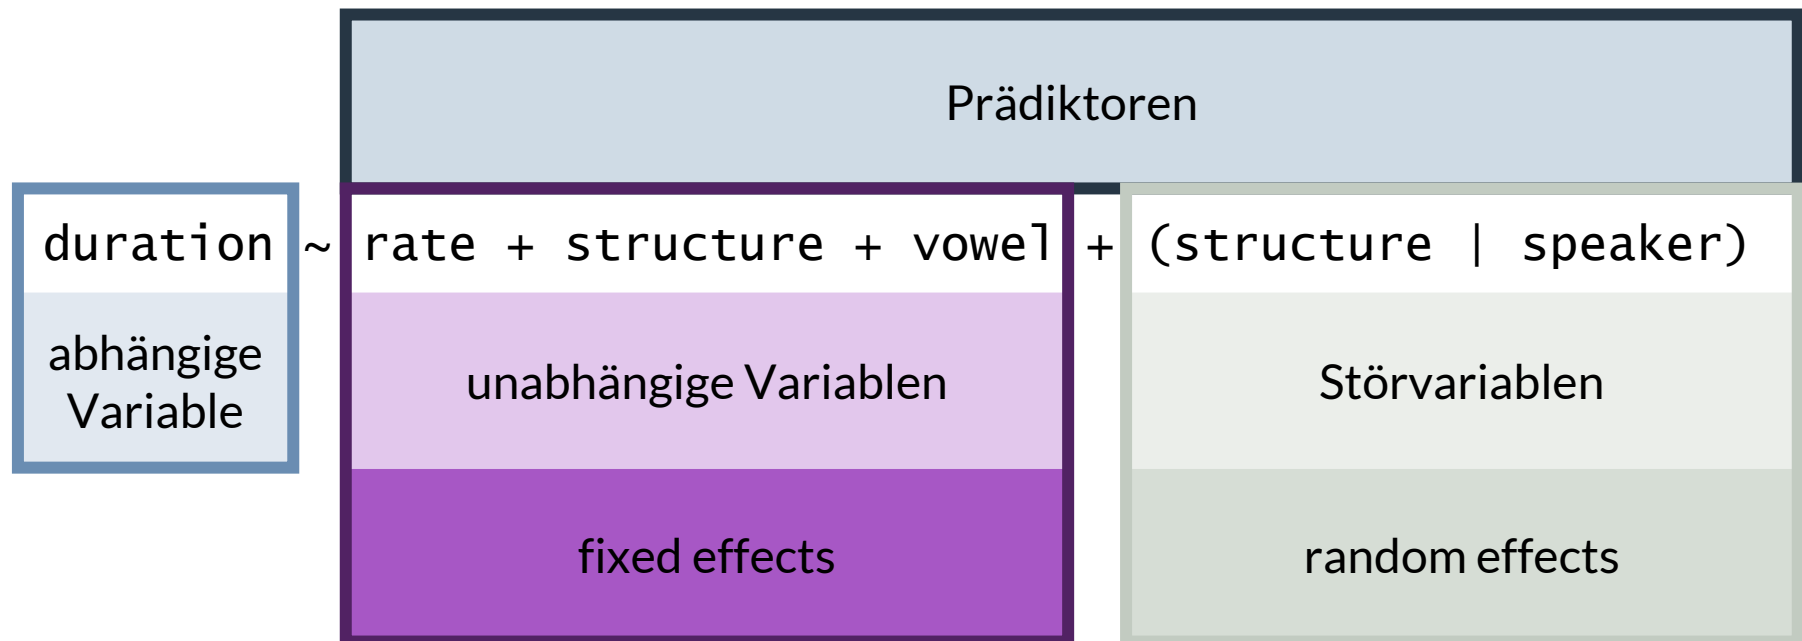 Prädiktoren
duration ~ rate + structure + vowel + (structure | speaker)
abhängige
Variable
unabhängige Variablen
Störvariablen
fixed effects
random effects